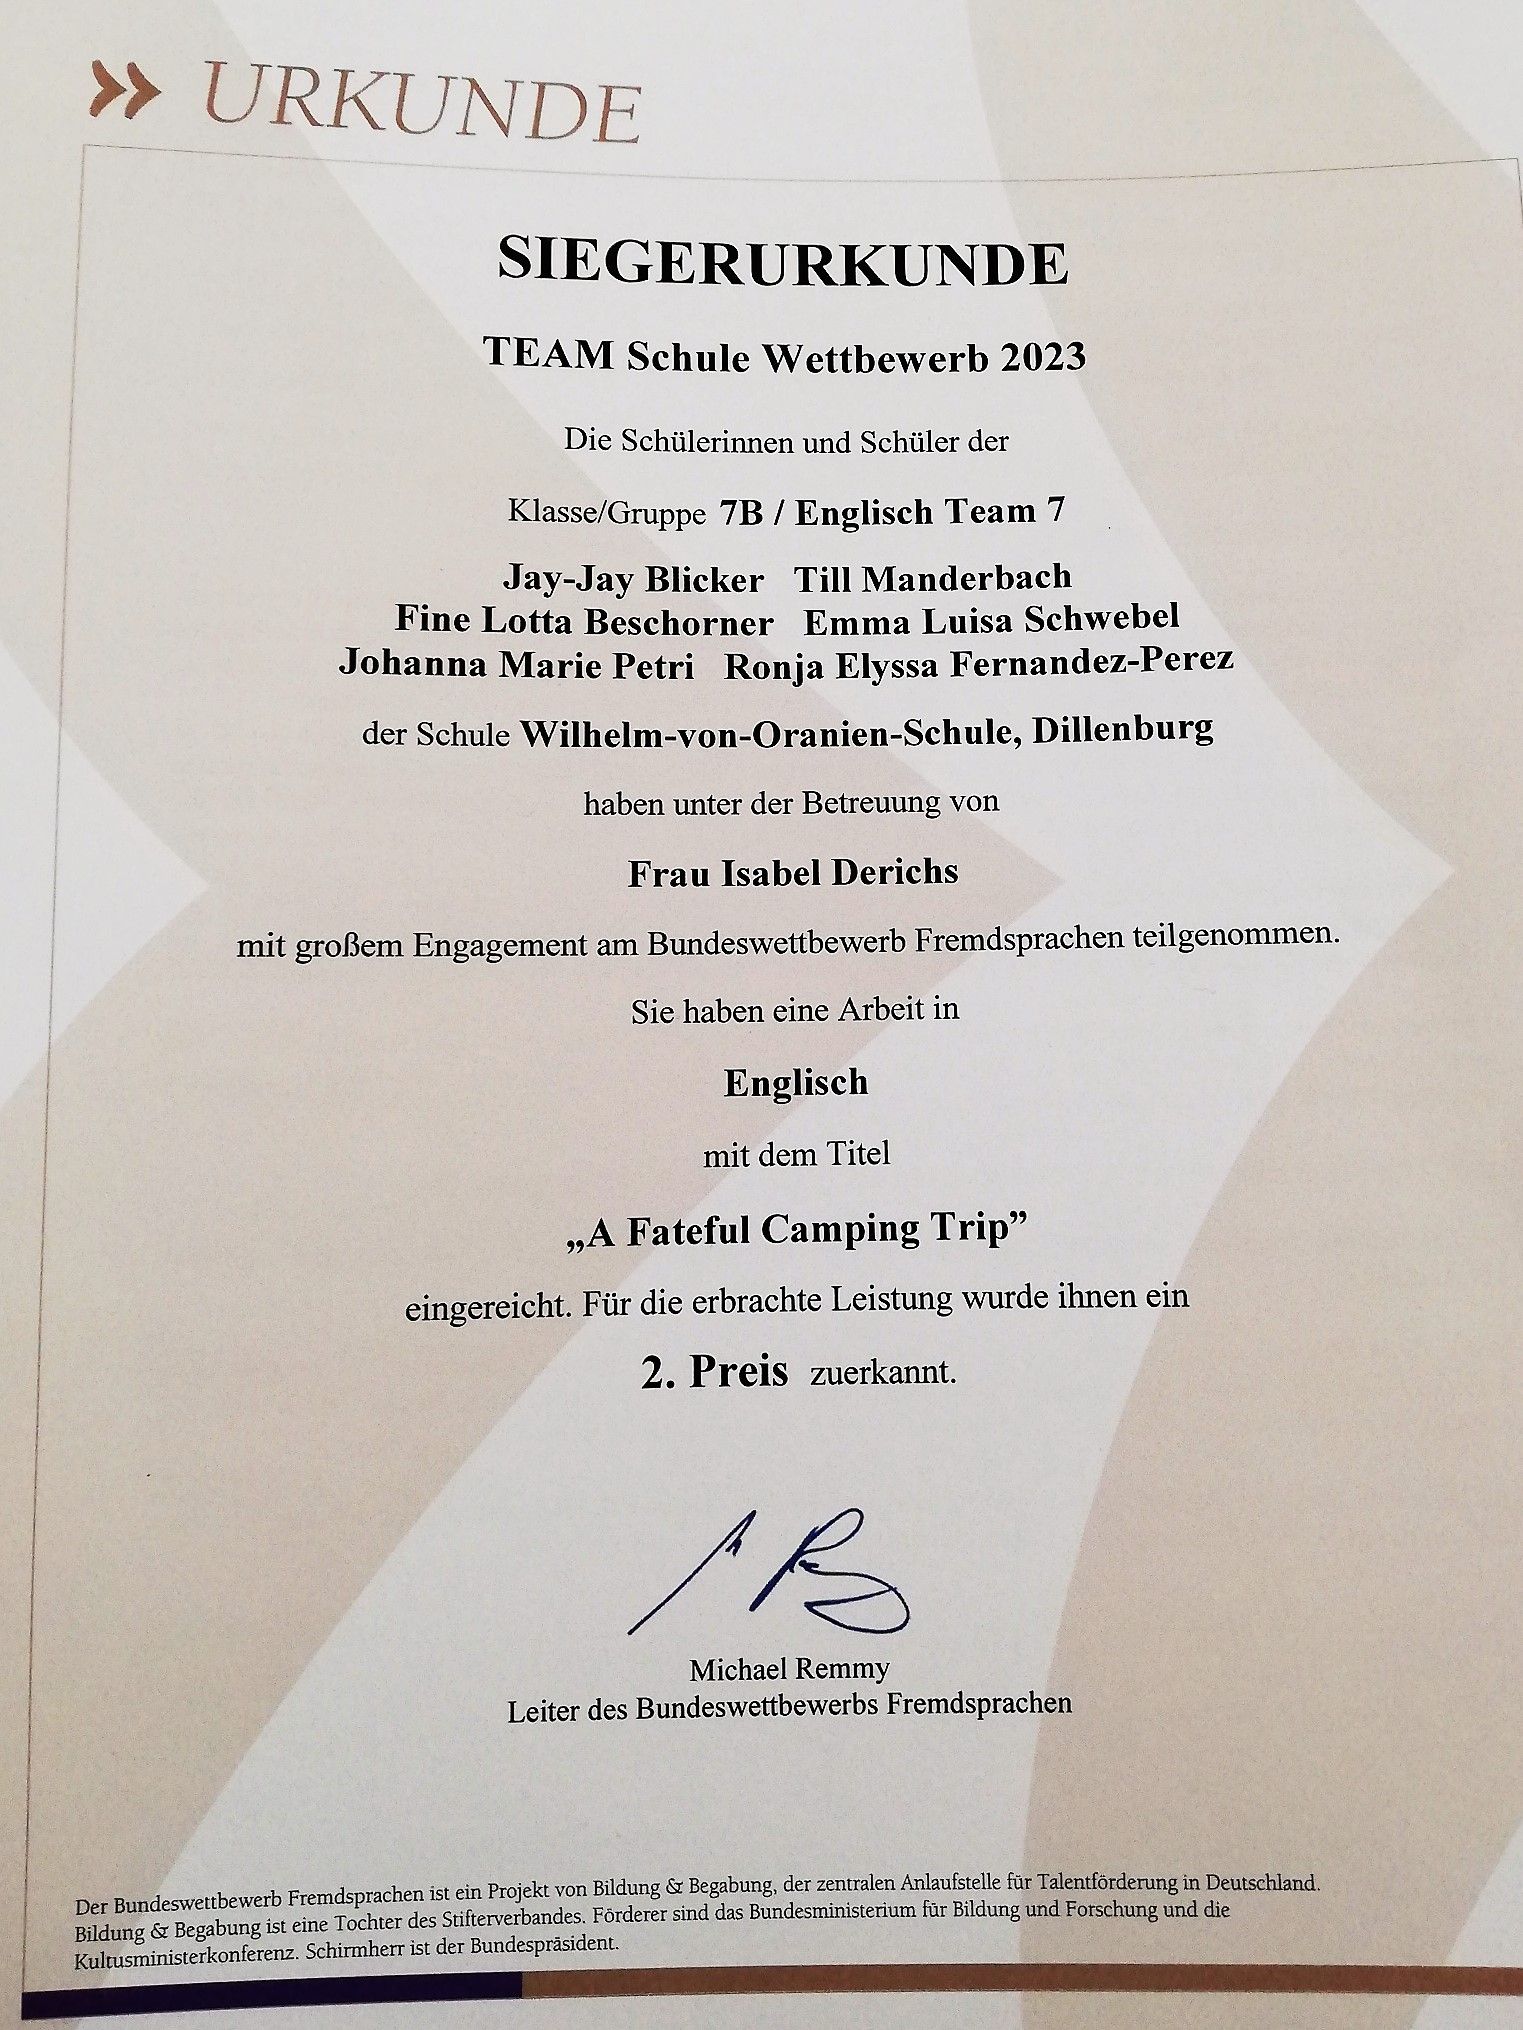 ›› URKUNDE
SIEGERURKUNDE
TEAM Schule Wettbewerb 2023
Die Schülerinnen und Schüler der
Klasse/Gruppe 7B / Englisch Team 7
Jay-Jay Blicker Till Manderbach
Fine Lotta Beschorner Emma Luisa Schwebel
Johanna Marie Petri Ronja Elyssa Fernandez-Perez
der Schule Wilhelm-von-Oranien-Schule, Dillenburg
haben unter der Betreuung von
Frau Isabel Derichs
mit großem Engagement am Bundeswettbewerb Fremdsprachen teilgenommen.
Sie haben eine Arbeit in
Englisch
mit dem Titel
„A Fateful Camping Trip”
eingereicht. Für die erbrachte Leistung wurde ihnen ein
2. Preis zuerkannt.
Michael Remmy
Leiter des Bundeswettbewerbs Fremdsprachen
Der Bundeswettbewerb Fremdsprachen ist ein Projekt von Bildung & Begabung, der zentralen Anlaufstelle für Talentförderung in Deutschland.
Bildung & Begabung ist eine Tochter des Stifterverbandes. Förderer sind das Bundesministerium für Bildung und Forschung und die
Kultusministerkonferenz. Schirmherr ist der Bundespräsident.